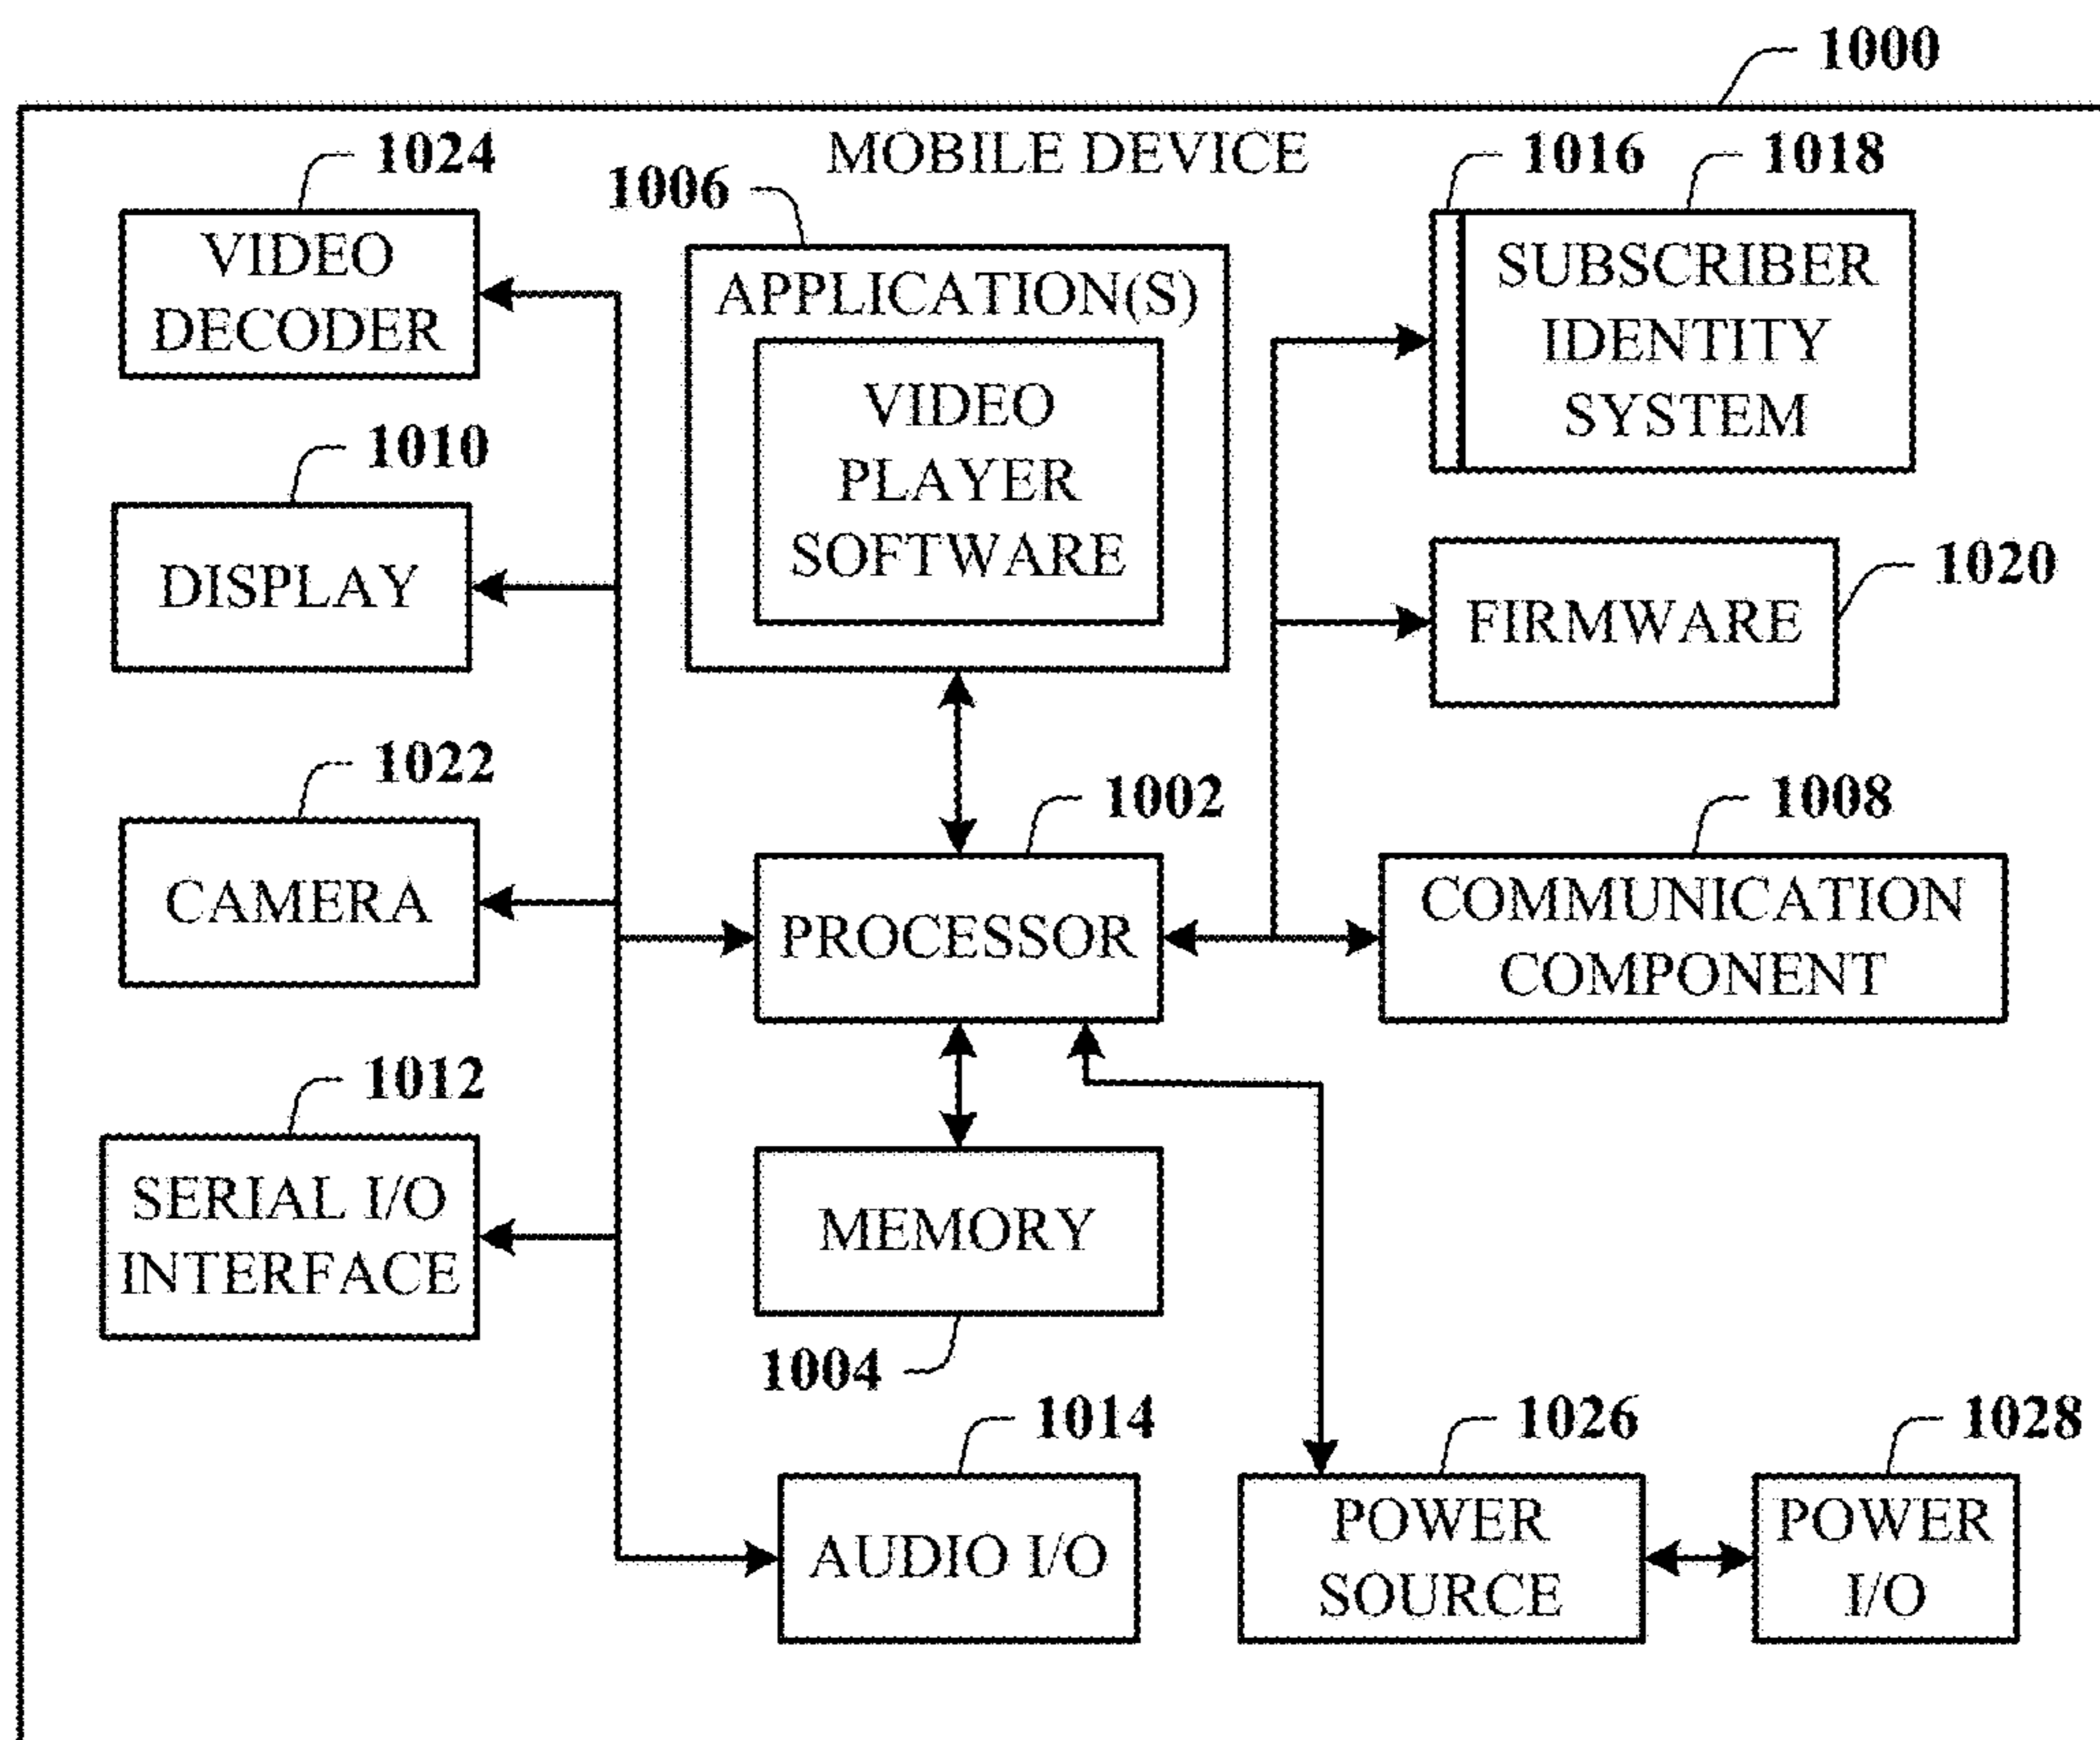 1000
MOBILE DEVICE
1024
1006
1016
1018
VIDEO
DECODER
APPLICATION(S)
VIDEO
PLAYER
SOFTWARE
SUBSCRIBER
IDENTITY
SYSTEM
1010
DISPLAY
1020
FIRMWARE
1022
CAMERA
1002
PROCESSOR
1008
COMMUNICATION
COMPONENT
1012
SERIAL I/O
INTERFACE
MEMORY
1004
1014
AUDIO I/O
1026
POWER
SOURCE
1028
POWER
I/O